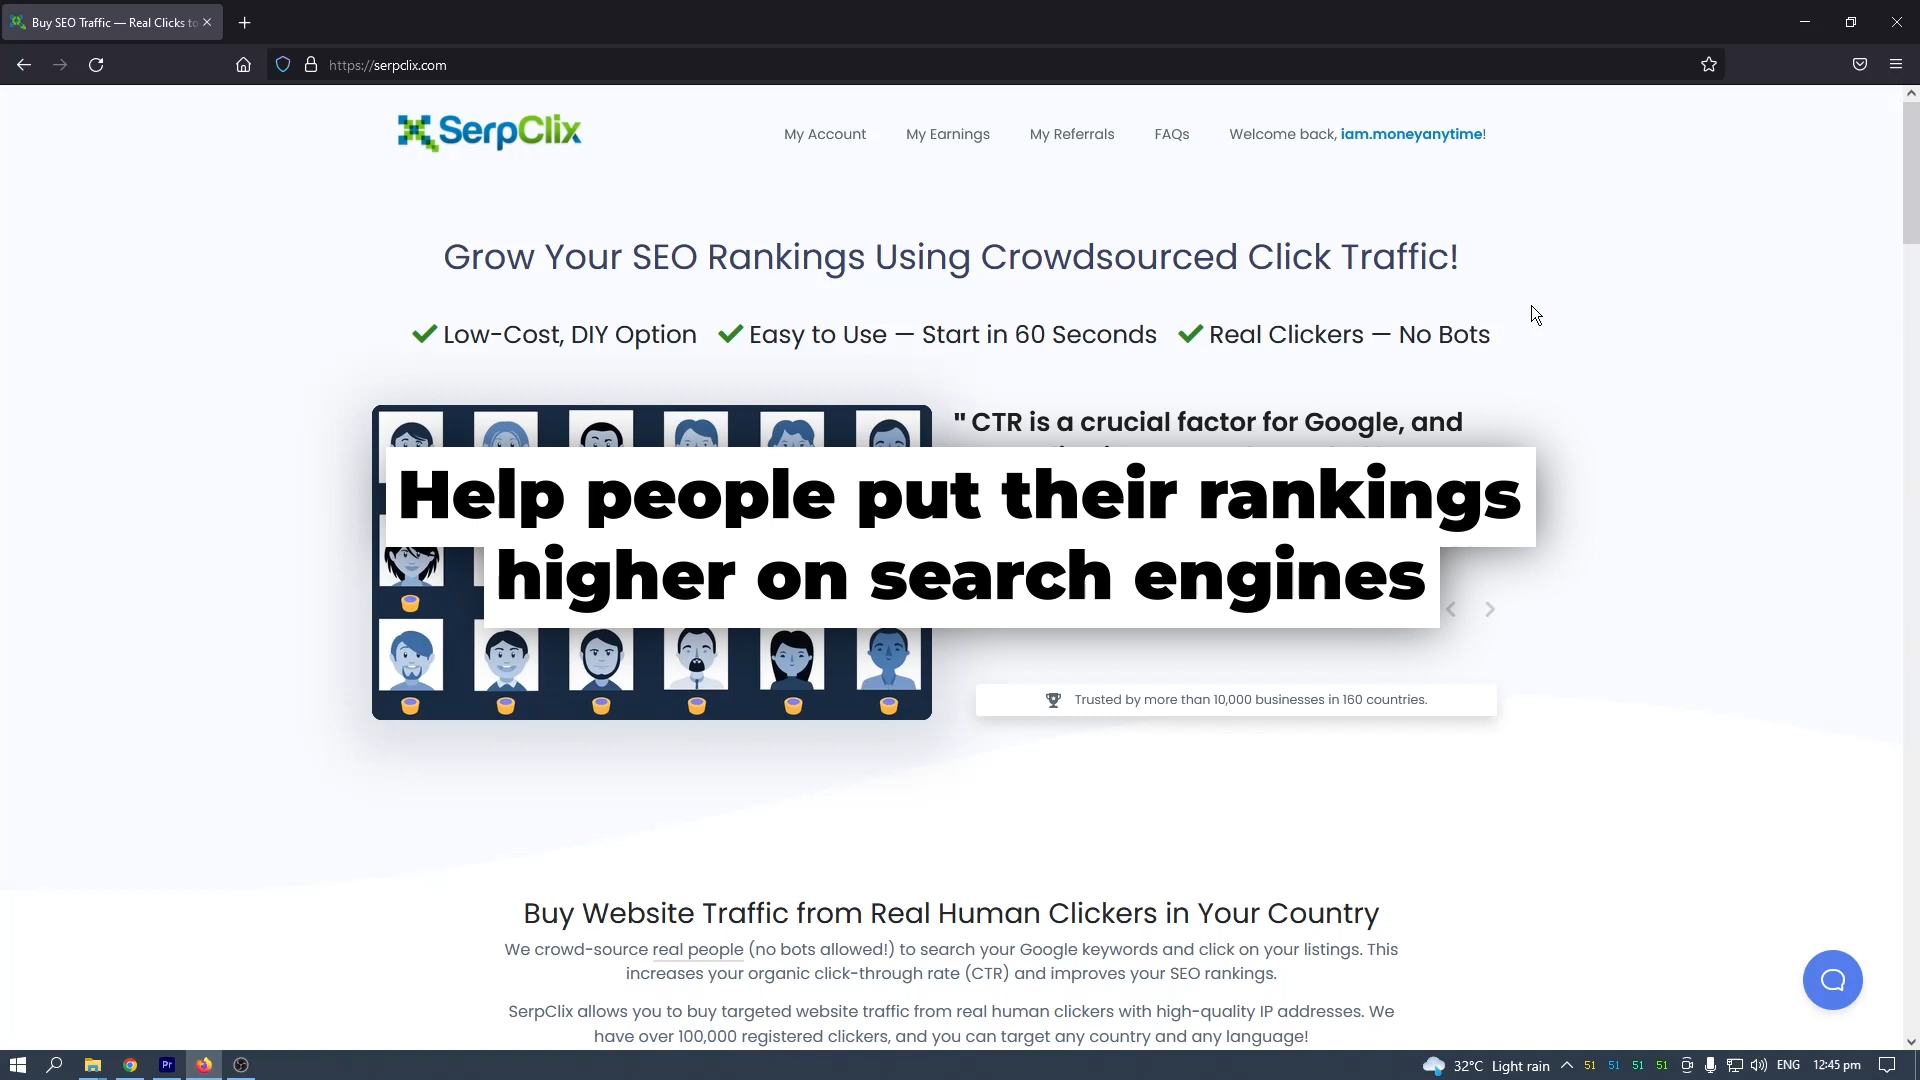 Buy SEO Traffic — Real Clicks to
https://serpclix.com
SerpClix
My Account
My Earnings
My Referrals
FAQs
Welcome back, iam.moneyanytime!
Grow Your SEO Rankings Using Crowdsourced Click Traffic!
Low-Cost, DIY Option
Easy to Use — Start in 60 Seconds
Real Clickers — No Bots
" CTR is a crucial factor for Google, and
Help people put their rankings
higher on search engines
Trusted by more than 10,000 businesses in 160 countries.
Buy Website Traffic from Real Human Clickers in Your Country
We crowd-source real people (no bots allowed!) to search your Google keywords and click on your listings. This
increases your organic click-through rate (CTR) and improves your SEO rankings.
SerpClix allows you to buy targeted website traffic from real human clickers with high-quality IP addresses. We
have over 100,000 registered clickers, and you can target any country and any language!
Pr
32°C Light rain
51
51
51
51
ENG
12:45 pm